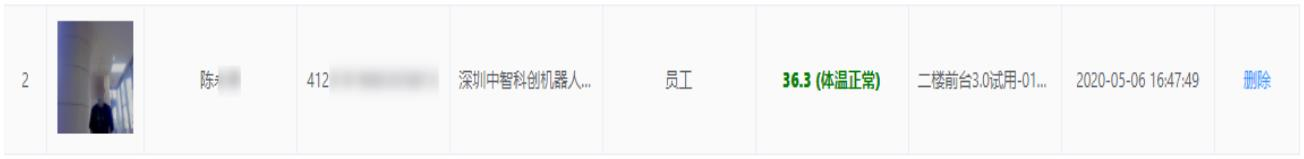 2 陈 412 深圳中智科创机器人... 员工 36.3 (体温正常) 二楼前台3.0试用-01... 2020-05-06 16:47:49 删除